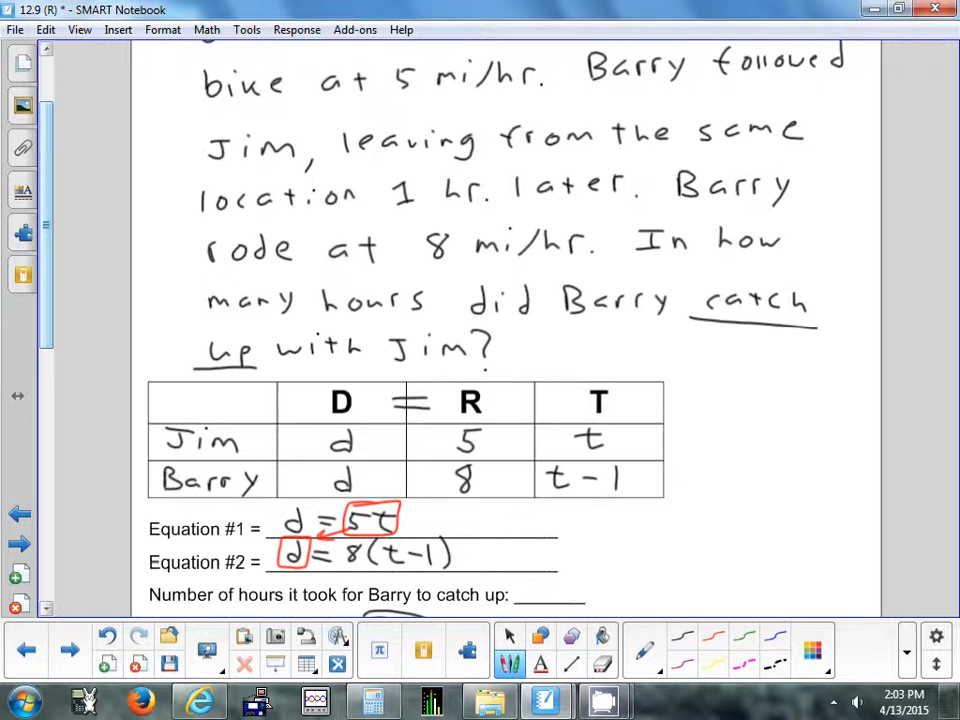 12.9 (R) * - SMART Notebook
File Edit View Insert Format Math Tools Response Add-ons Help
bike at 5 mi/hr. Barry followed
Jim, leaving from the same
location 1 hr. later. Barry
rode at 8 mi/hr. In how
many hours did Barry catch
up with Jim?
D = R T
Jim d 5 t
Barry d 8 t-1
Equation #1 = d = 5t
Equation #2 = d = 8(t-1)
Number of hours it took for Barry to catch up:
2:03 PM
4/13/2015